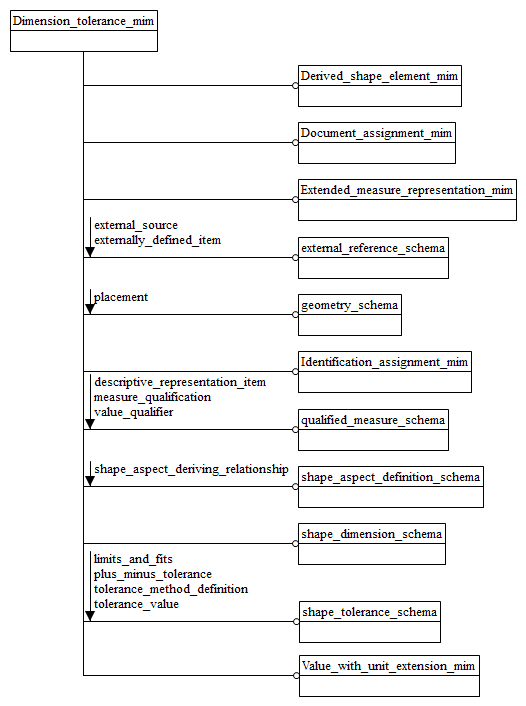 Dimension_tolerance_mim
Derived_shape_element_mim
Document_assignment_mim
Extended_measure_representation_mim
external_source
externally_defined_item
external_reference_schema
placement
geometry_schema
Identification_assignment_mim
descriptive_representation_item
measure_qualification
value_qualifier
qualified_measure_schema
shape_aspect_deriving_relationship
shape_aspect_definition_schema
shape_dimension_schema
limits_and_fits
plus_minus_tolerance
tolerance_method_definition
tolerance_value
shape_tolerance_schema
Value_with_unit_extension_mim